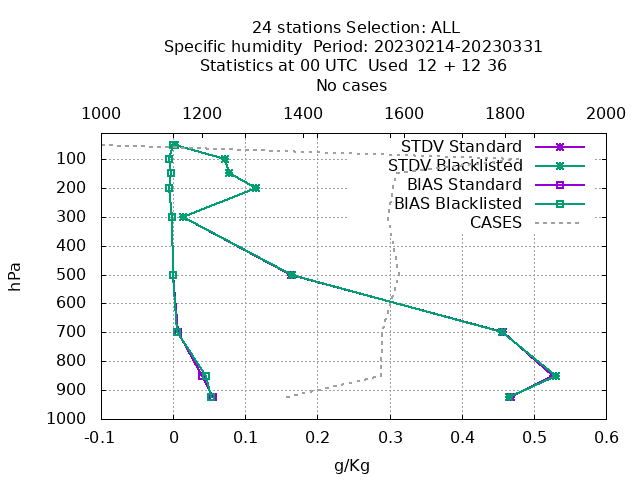 24 stations Selection: ALL
Specific humidity  Period: 20230214-20230331
Statistics at 00 UTC  Used  12 + 12 36
No cases
1000 1200 1400 1600 1800 2000
STDV Standard
STDV Blacklisted
BIAS Standard
BIAS Blacklisted
CASES
hPa
100
200
300
400
500
600
700
800
900
1000
-0.1 0 0.1 0.2 0.3 0.4 0.5 0.6
g/Kg